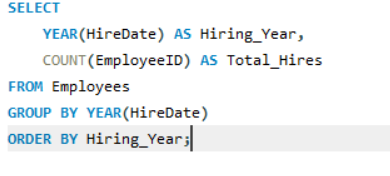 SELECT
YEAR(HireDate) AS Hiring_Year,
COUNT(EmployeeID) AS Total_Hires
FROM Employees
GROUP BY YEAR(HireDate)
ORDER BY Hiring_Year;